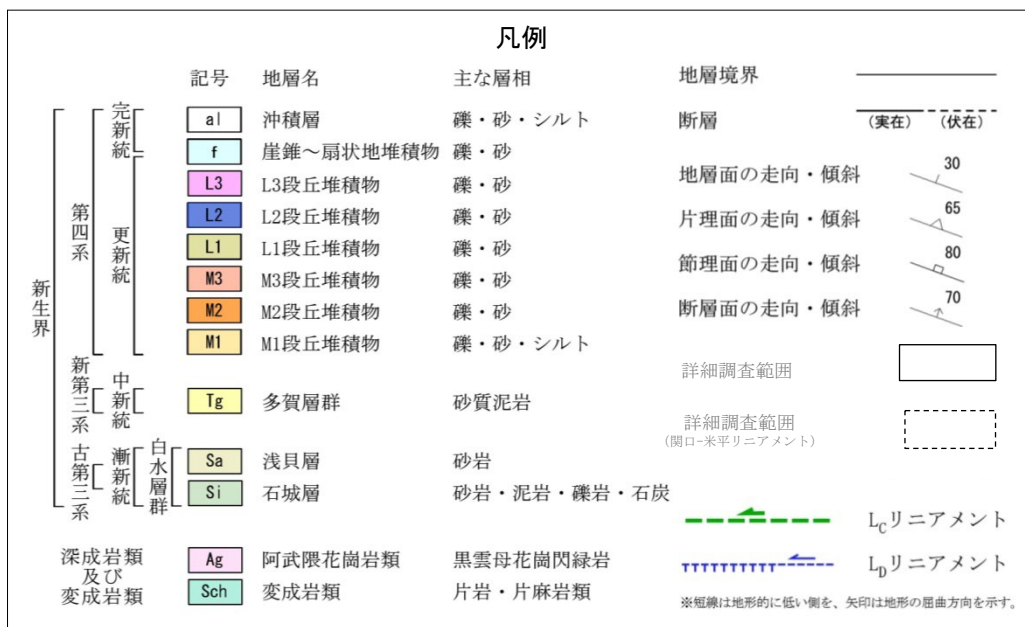 凡例
記号 地層名 主な層相
al 沖積層 礫・砂・シルト
f 崖錐～扇状地堆積物 礫・砂
L3 L3段丘堆積物 礫・砂
L2 L2段丘堆積物 礫・砂
L1 L1段丘堆積物 礫・砂
M3 M3段丘堆積物 礫・砂
M2 M2段丘堆積物 礫・砂
M1 M1段丘堆積物 礫・砂・シルト
Tg 多賀層群 砂質泥岩
Sa 浅貝層 砂岩
Si 石城層 砂岩・泥岩・礫岩・石炭
Ag 阿武隈花崗岩類 黒雲母花崗閃緑岩
Sch 変成岩類 片岩・片麻岩類
新生界
第四系
完新統
更新統
新第三系
中新統
古第三系
漸新統
白水層群
深成岩類
及び
変成岩類
地層境界
断層 (実在) (伏在)
地層面の走向・傾斜 30
片理面の走向・傾斜 65
節理面の走向・傾斜 80
断層面の走向・傾斜 70
詳細調査範囲
詳細調査範囲
(関口-米平リニアメント)
LCリニアメント
LDリニアメント
※短線は地形的に低い側を、矢印は地形の屈曲方向を示す。